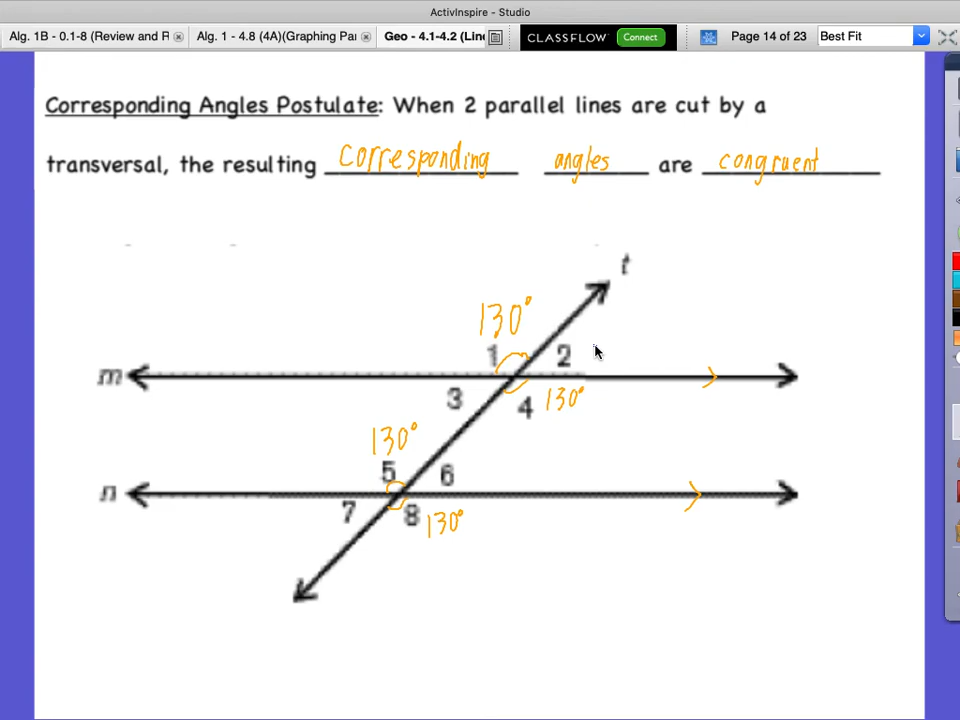 ActivInspire - Studio
Alg. 1B - 0.1-8 (Review and R
Alg. 1 - 4.8 (4A)(Graphing Pa
Geo - 4.1-4.2 (Lin
CLASSFLOW Connect
Page 14 of 23
Best Fit
Corresponding Angles Postulate: When 2 parallel lines are cut by a
transversal, the resulting corresponding angles are congruent
t
130°
1 2
m
3 4 130°
130°
5 6
n
7 8 130°